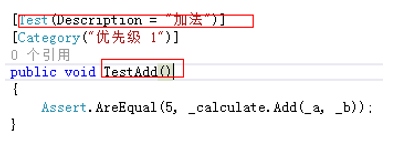 [Test(Description = "加法")]
[Category("优先级 1")]
0 个引用
public void TestAdd()
{
Assert.AreEqual(5, _calculate.Add(_a, _b));
}